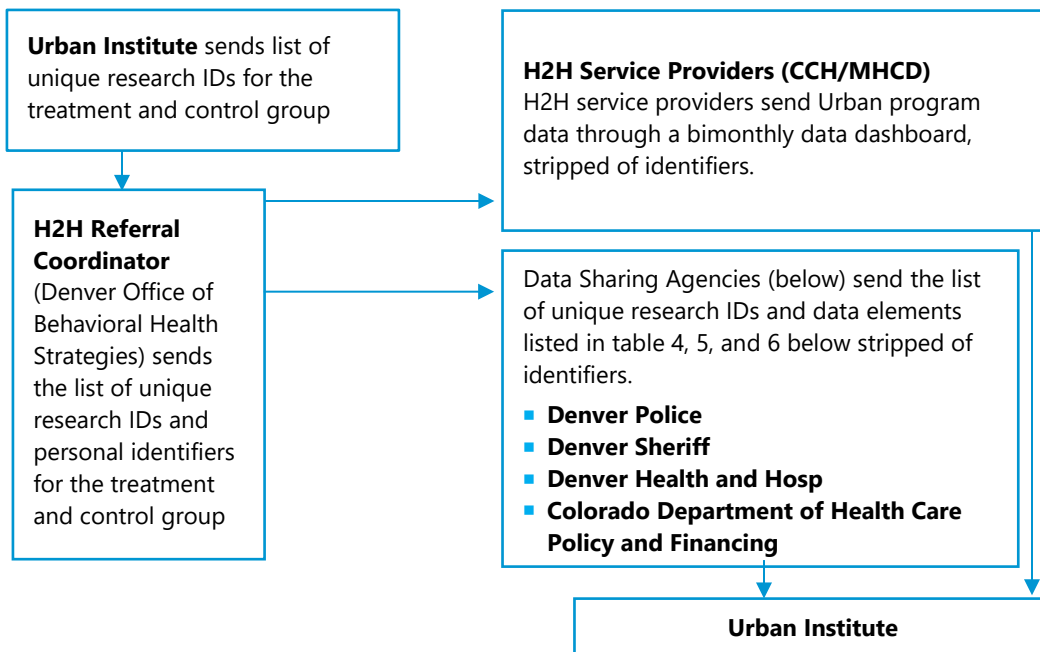 Urban Institute sends list of
unique research IDs for the
treatment and control group
H2H Referral
Coordinator
(Denver Office of
Behavioral Health
Strategies) sends
the list of unique
research IDs and
personal identifiers
for the treatment
and control group
H2H Service Providers (CCH/MHCD)
H2H service providers send Urban program
data through a bimonthly data dashboard,
stripped of identifiers.
Data Sharing Agencies (below) send the list
of unique research IDs and data elements
listed in table 4, 5, and 6 below stripped of
identifiers.
Denver Police
Denver Sheriff
Denver Health and Hosp
Colorado Department of Health Care
Policy and Financing
Urban Institute